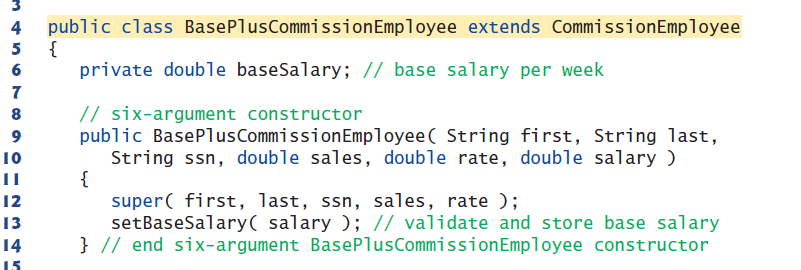 3
4 public class BasePlusCommissionEmployee extends CommissionEmployee
5 {
6 private double baseSalary; // base salary per week
7
8 // six-argument constructor
9 public BasePlusCommissionEmployee( String first, String last,
10 String ssn, double sales, double rate, double salary )
11 {
12 super( first, last, ssn, sales, rate );
13 setBaseSalary( salary ); // validate and store base salary
14 } // end six-argument BasePlusCommissionEmployee constructor
15